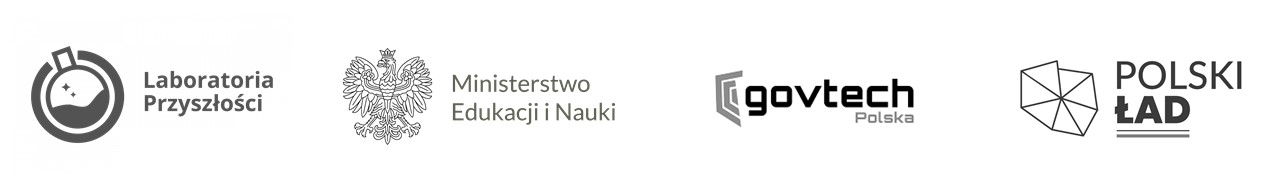 Laboratoria
Przyszłości
Ministerstwo
Edukacji i Nauki
govtech
Polska
POLSKI
ŁAD